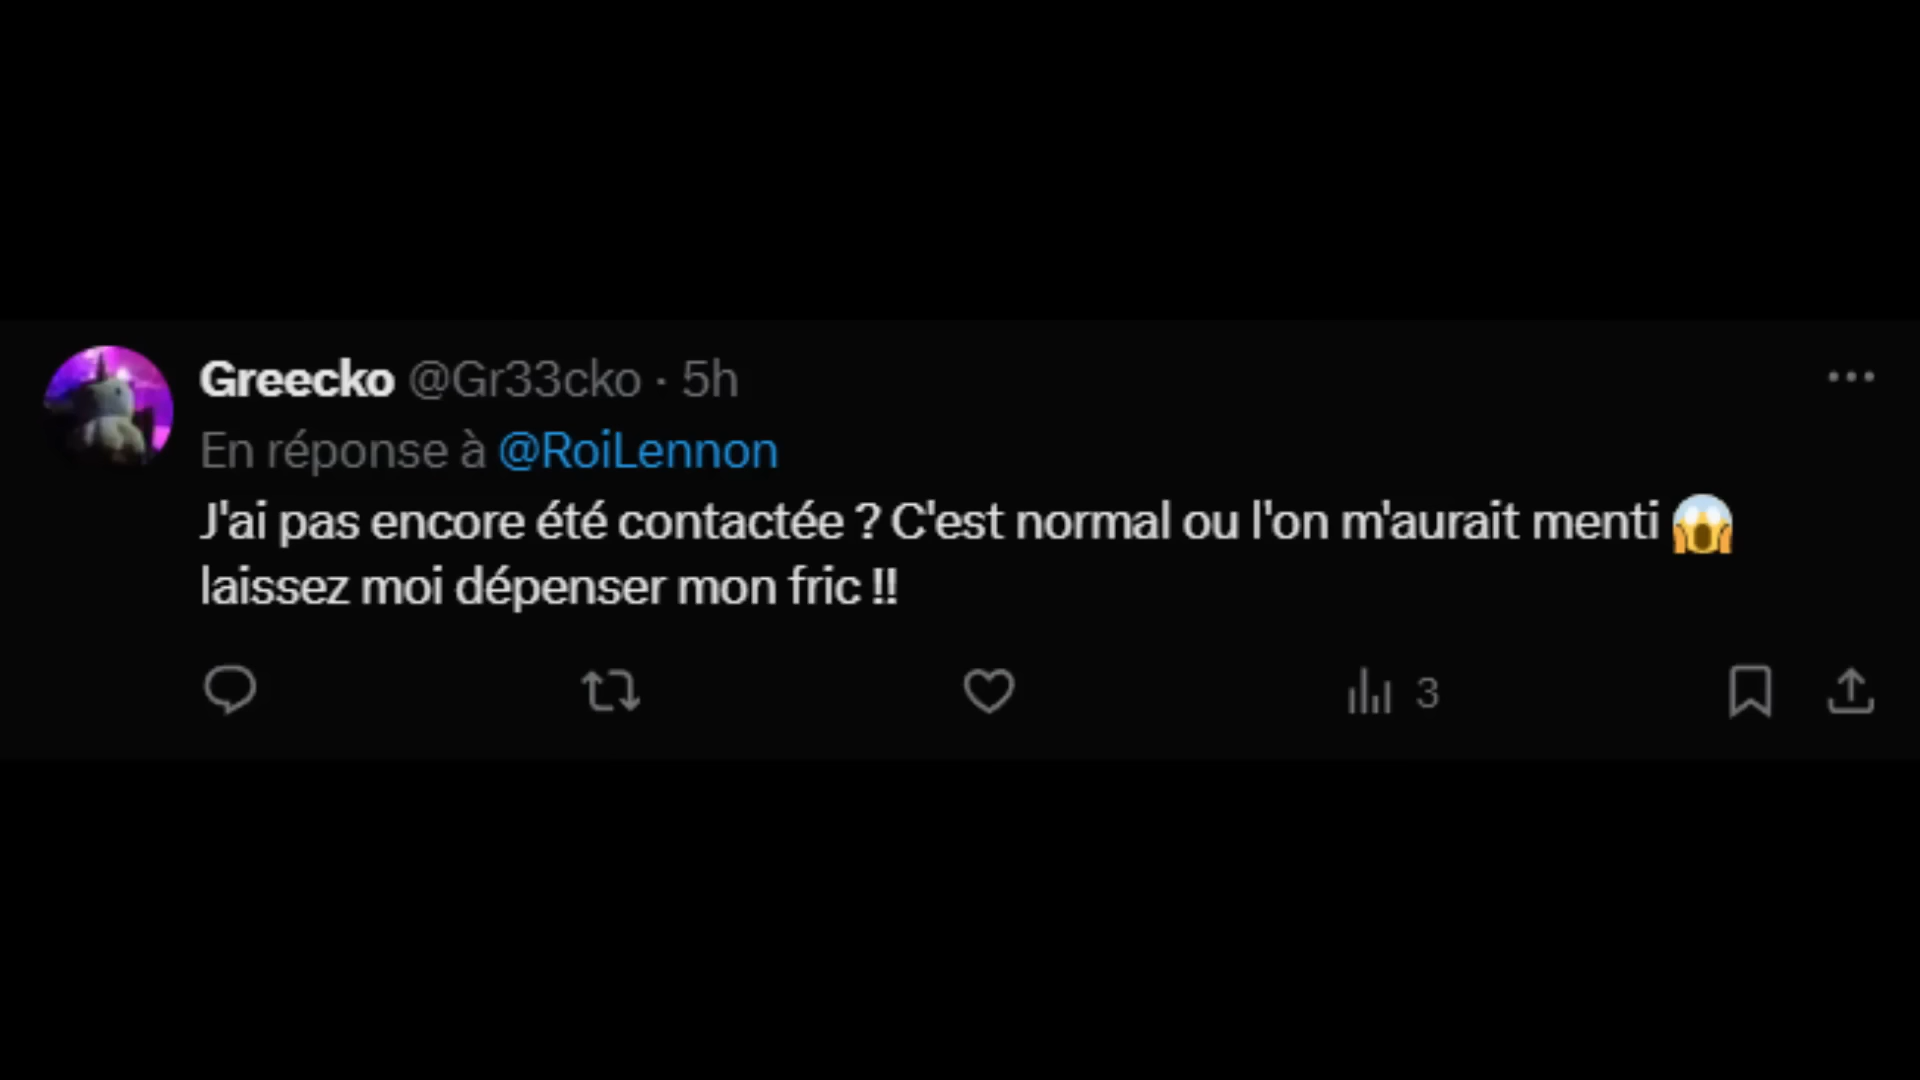 Greecko @Gr33cko · 5h
En réponse à @RoiLennon
J'ai pas encore été contactée ? C'est normal ou l'on m'aurait menti 😱
laissez moi dépenser mon fric !!
3